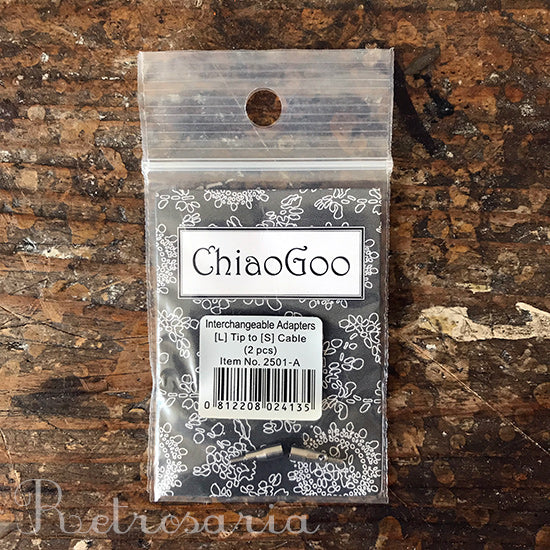 ChiaoGoo
Interchangeable Adapters
[L] Tip to [S] Cable
(2 pcs)
Item No. 2501-A
0 812208 024135
Retrosaria